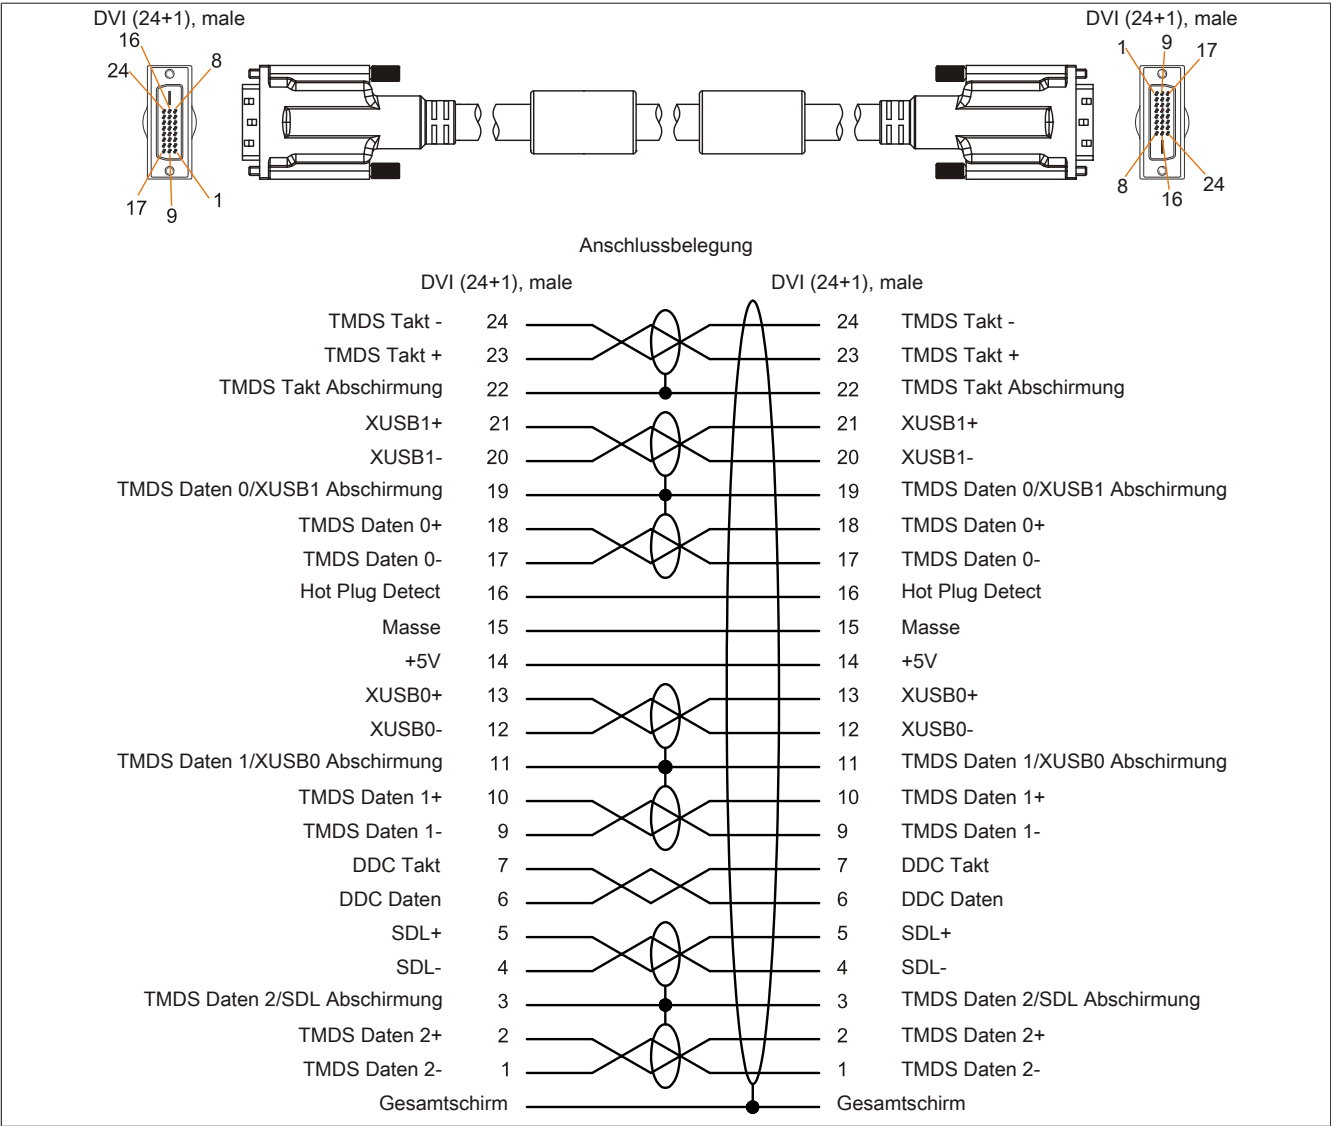 DVI (24+1), male DVI (24+1), male
16 9
1 17
24 8
17 1 8 24
9 16
Anschlussbelegung
DVI (24+1), male DVI (24+1), male
TMDS Takt - 24 24 TMDS Takt -
TMDS Takt + 23 23 TMDS Takt +
TMDS Takt Abschirmung 22 22 TMDS Takt Abschirmung
XUSB1+ 21 21 XUSB1+
XUSB1- 20 20 XUSB1-
TMDS Daten 0/XUSB1 Abschirmung 19 19 TMDS Daten 0/XUSB1 Abschirmung
TMDS Daten 0+ 18 18 TMDS Daten 0+
TMDS Daten 0- 17 17 TMDS Daten 0-
Hot Plug Detect 16 16 Hot Plug Detect
Masse 15 15 Masse
+5V 14 14 +5V
XUSB0+ 13 13 XUSB0+
XUSB0- 12 12 XUSB0-
TMDS Daten 1/XUSB0 Abschirmung 11 11 TMDS Daten 1/XUSB0 Abschirmung
TMDS Daten 1+ 10 10 TMDS Daten 1+
TMDS Daten 1- 9 9 TMDS Daten 1-
DDC Takt 7 7 DDC Takt
DDC Daten 6 6 DDC Daten
SDL+ 5 5 SDL+
SDL- 4 4 SDL-
TMDS Daten 2/SDL Abschirmung 3 3 TMDS Daten 2/SDL Abschirmung
TMDS Daten 2+ 2 2 TMDS Daten 2+
TMDS Daten 2- 1 1 TMDS Daten 2-
Gesamtschirm Gesamtschirm